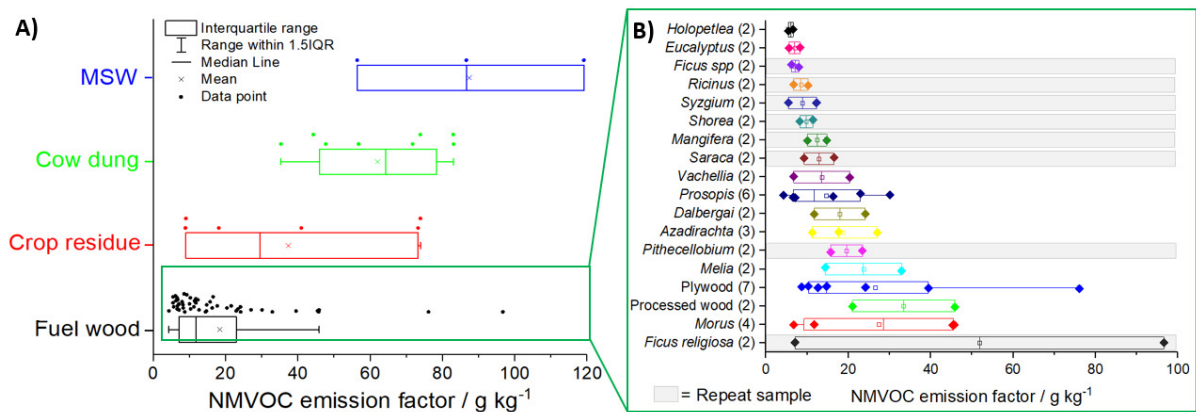 A)
Interquartile range
Range within 1.5IQR
Median Line
Mean
Data point
MSW
Cow dung
Crop residue
Fuel wood
0 20 40 60 80 100 120
NMVOC emission factor / g kg⁻¹
B)
Holopetlea (2)
Eucalyptus (2)
Ficus spp (2)
Ricinus (2)
Syzgium (2)
Shorea (2)
Mangifera (2)
Saraca (2)
Vachellia (2)
Prosopis (6)
Dalbergai (2)
Azadirachta (3)
Pithecellobium (2)
Melia (2)
Plywood (7)
Processed wood (2)
Morus (4)
Ficus religiosa (2)
0 20 40 60 80 100
= Repeat sample
NMVOC emission factor / g kg⁻¹